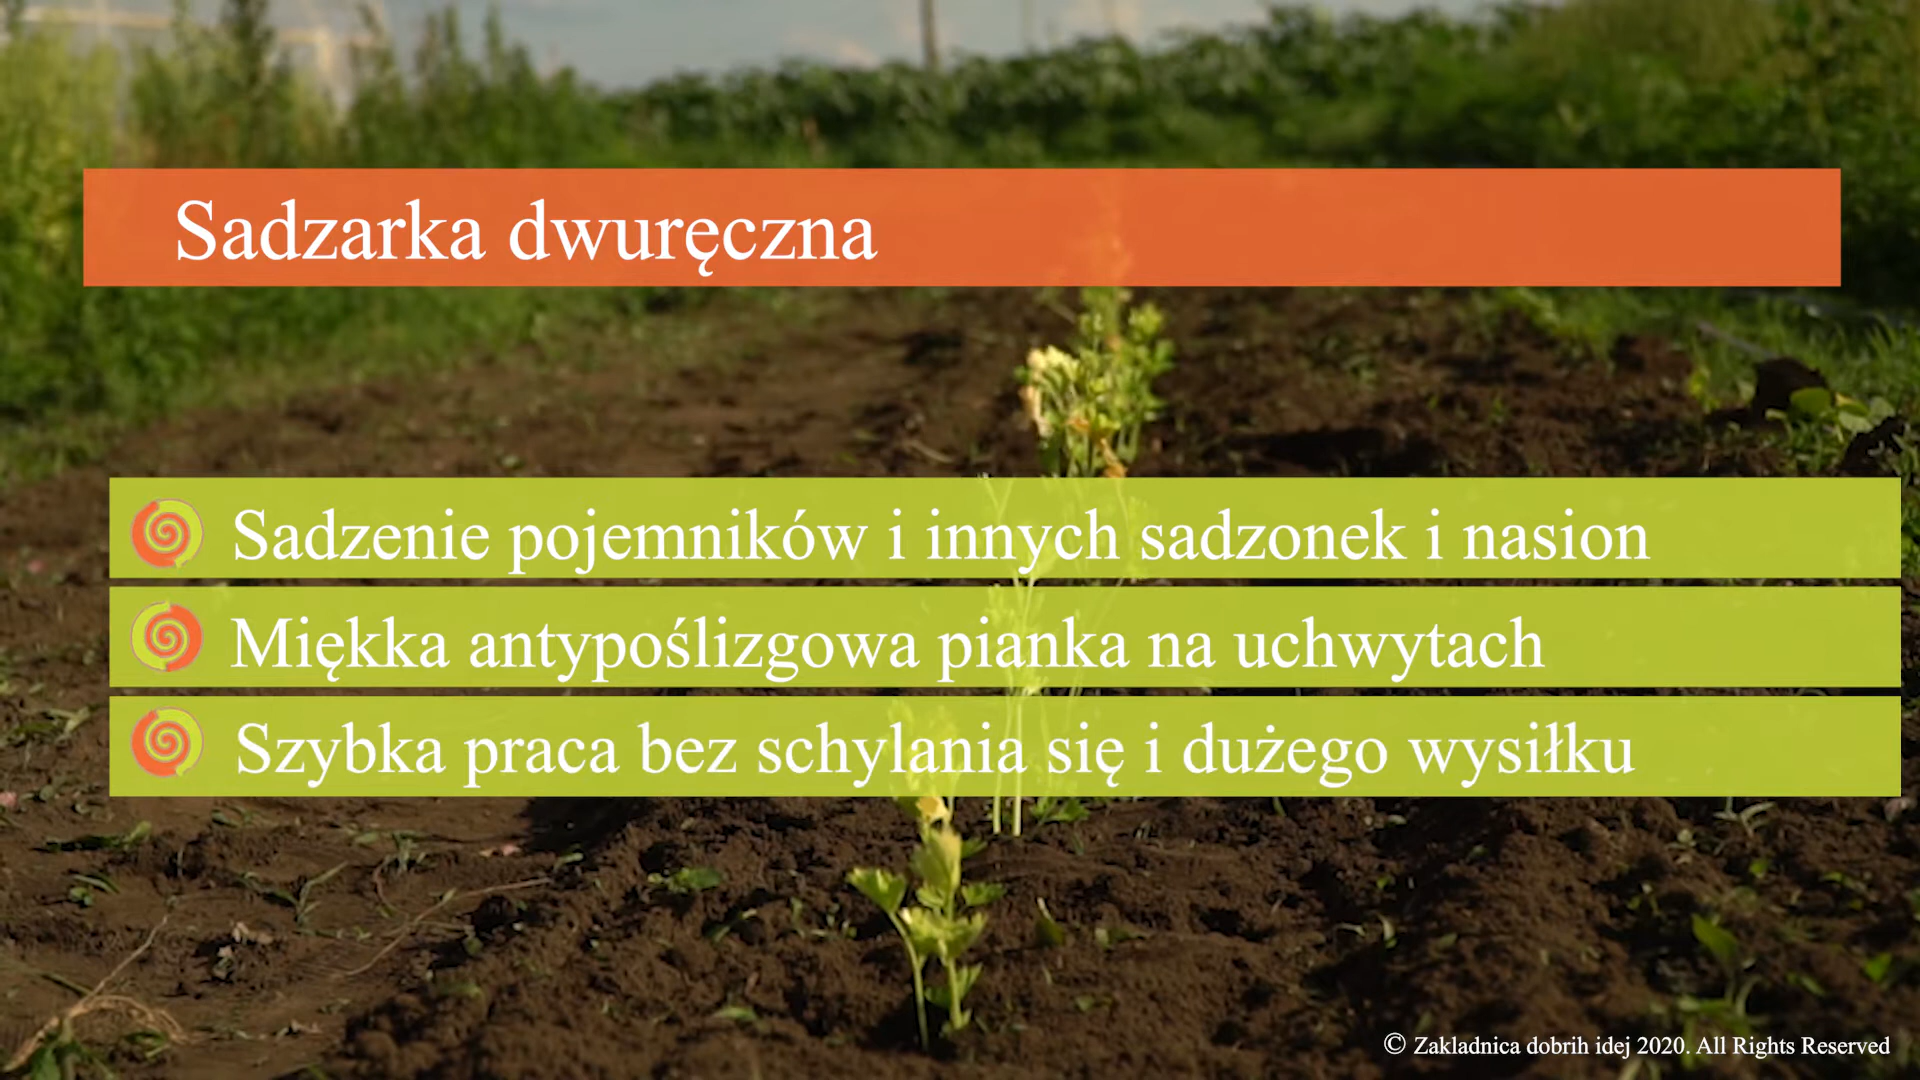 Sadzarka dwuręczna
Sadzenie pojemników i innych sadzonek i nasion
Miękka antypoślizgowa pianka na uchwytach
Szybka praca bez schylania się i dużego wysiłku
© Zakladnica dobrih idej 2020. All Rights Reserved